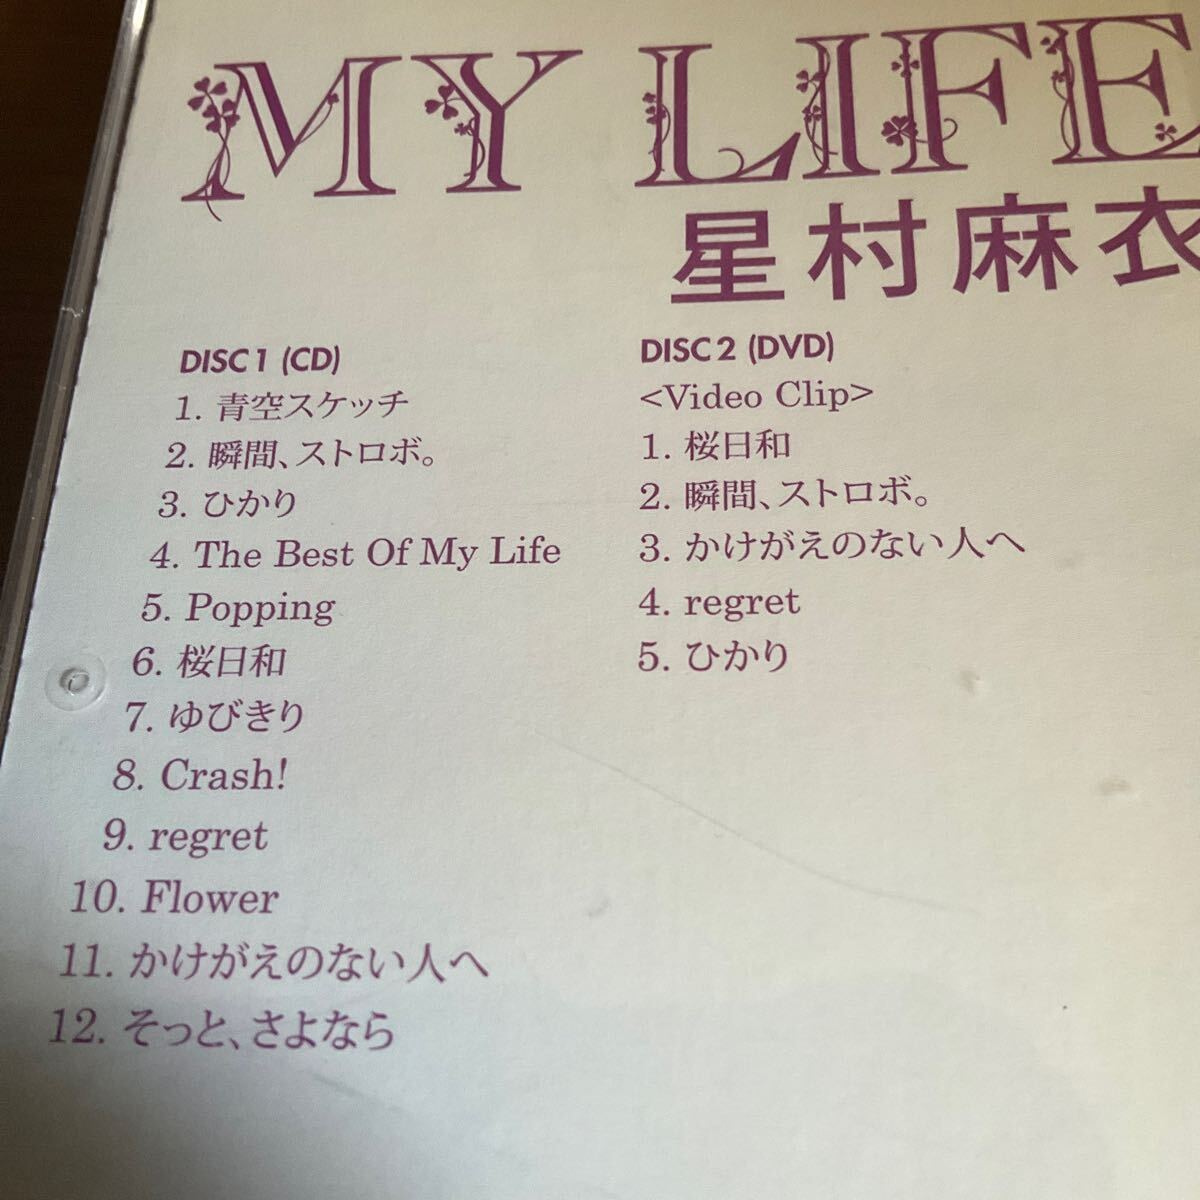 MY LIFE
星村麻衣
DISC 1 (CD)
1. 青空スケッチ
2. 瞬間、ストロボ。
3. ひかり
4. The Best Of My Life
5. Popping
6. 桜日和
7. ゆびきり
8. Crash!
9. regret
10. Flower
11. かけがえのない人へ
12. そっと、さよなら
DISC 2 (DVD)
<Video Clip>
1. 桜日和
2. 瞬間、ストロボ。
3. かけがえのない人へ
4. regret
5. ひかり